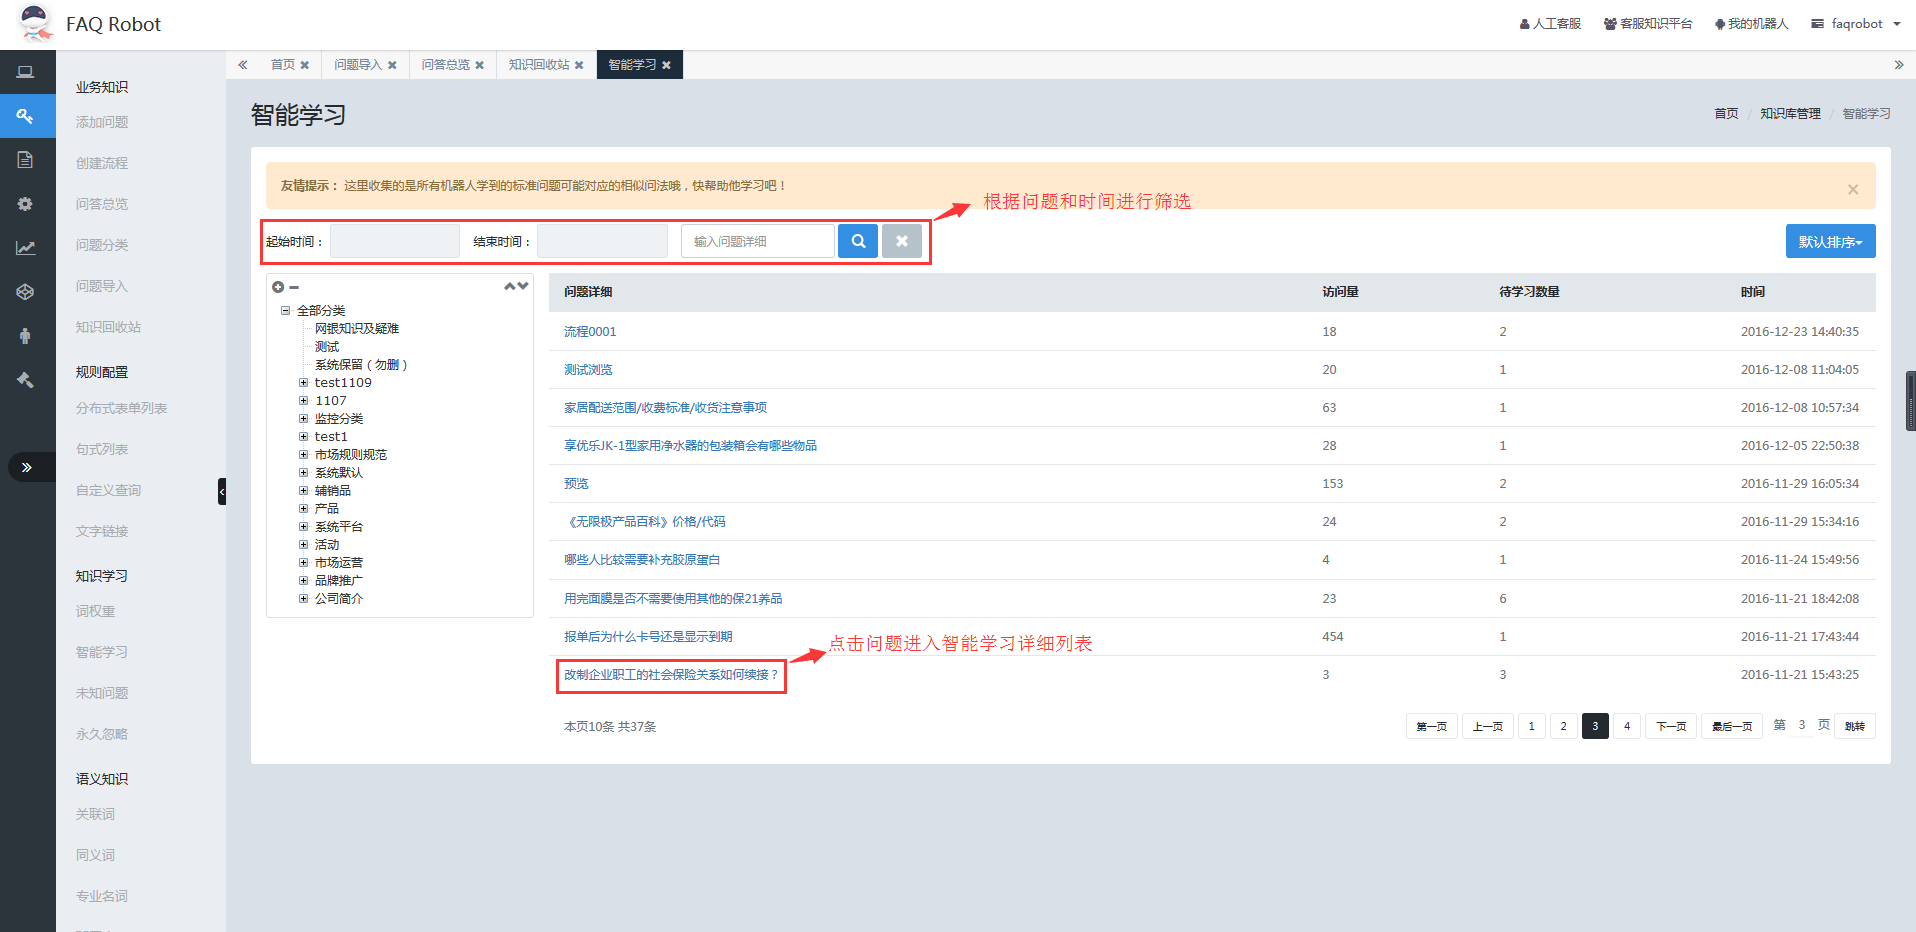 FAQ Robot
人工客服
客服知识平台
我的机器人
faqrobot
首页
问题导入
问答总览
知识回收站
智能学习
业务知识
添加问题
创建流程
问答总览
问题分类
问题导入
知识回收站
规则配置
分布式表单列表
句式列表
自定义查询
文字链接
知识学习
词权重
智能学习
未知问题
永久忽略
语义知识
关联词
同义词
专业名词
智能学习
首页 / 知识库管理 / 智能学习
友情提示：这里收集的是所有机器人学到的标准问题可能对应的相似问法哦，快帮助他学习吧！
根据问题和时间进行筛选
起始时间：
结束时间：
输入问题详细
默认排序
全部分类
网银知识及疑难
测试
系统保留（勿删）
test1109
1107
监控分类
test1
市场规则规范
系统默认
辅销品
产品
系统平台
活动
市场运营
品牌推广
公司简介
问题详细 访问量 待学习数量 时间
流程0001 18 2 2016-12-23 14:40:35
测试浏览 20 1 2016-12-08 11:04:05
家居配送范围/收费标准/收货注意事项 63 1 2016-12-08 10:57:34
享优乐JK-1型家用净水器的包装箱会有哪些物品 28 1 2016-12-05 22:50:38
预览 153 2 2016-11-29 16:05:34
《无限极产品百科》价格/代码 24 2 2016-11-29 15:34:16
哪些人比较需要补充胶原蛋白 4 1 2016-11-24 15:49:56
用完面膜是否不需要使用其他的保21养品 23 6 2016-11-21 18:42:08
报单后为什么卡号还是显示到期 454 1 2016-11-21 17:43:44
点击问题进入智能学习详细列表
改制企业职工的社会保险关系如何续接？ 3 3 2016-11-21 15:43:25
本页10条 共37条
第一页 上一页 1 2 3 4 下一页 最后一页 第 3 页 跳转